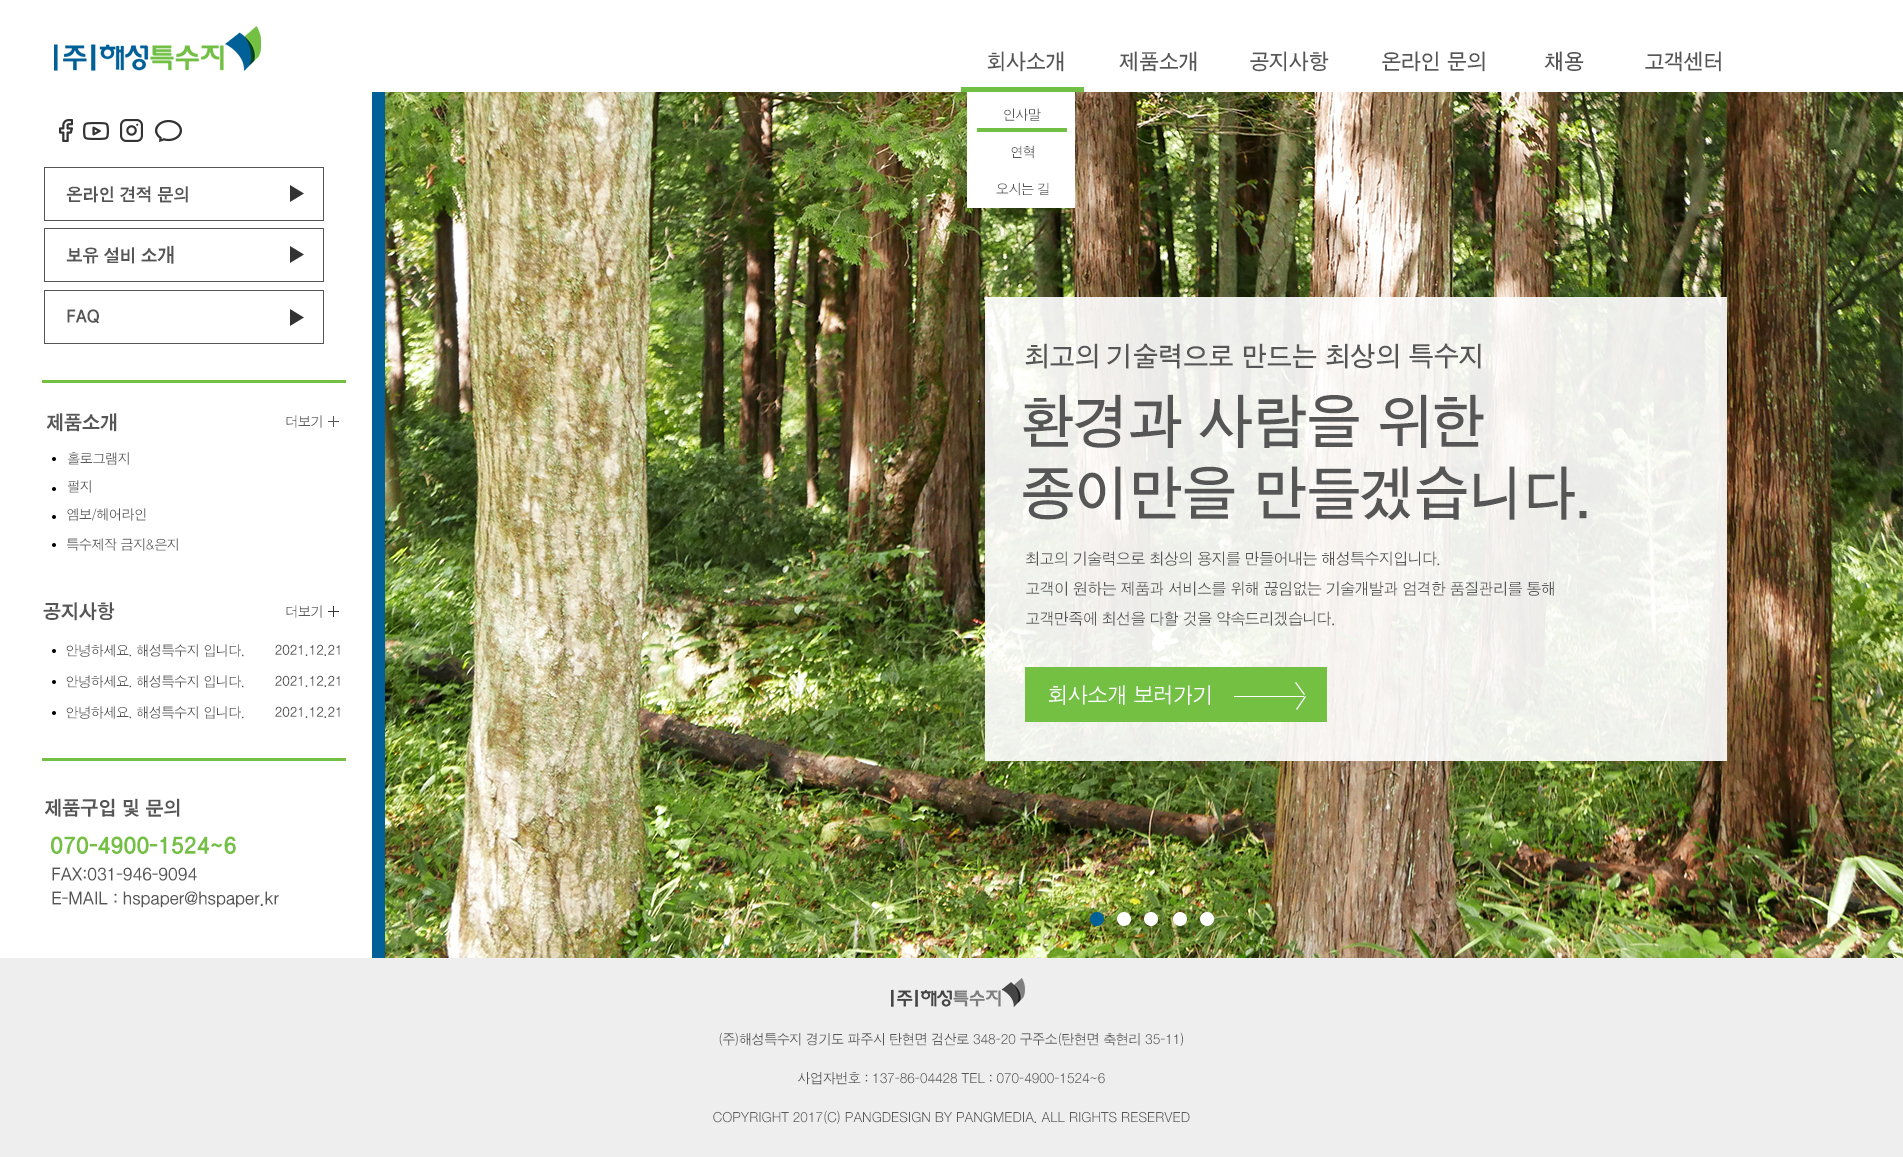 |주|해성특수지
회사소개 제품소개 공지사항 온라인 문의 채용 고객센터
인사말
연혁
오시는 길
온라인 견적 문의
보유 설비 소개
FAQ
제품소개 더보기
홀로그램지
펄지
엠보/헤어라인
특수제작 금지&은지
공지사항 더보기
안녕하세요. 해성특수지 입니다. 2021.12.21
안녕하세요. 해성특수지 입니다. 2021.12.21
안녕하세요. 해성특수지 입니다. 2021.12.21
제품구입 및 문의
070-4900-1524~6
FAX:031-946-9094
E-MAIL : hspaper@hspaper.kr
최고의 기술력으로 만드는 최상의 특수지
환경과 사람을 위한
종이만을 만들겠습니다.
최고의 기술력으로 최상의 용지를 만들어내는 해성특수지입니다.
고객이 원하는 제품과 서비스를 위해 끊임없는 기술개발과 엄격한 품질관리를 통해
고객만족에 최선을 다할 것을 약속드리겠습니다.
회사소개 보러가기
|주|해성특수지
(주)해성특수지 경기도 파주시 탄현면 검산로 348-20 구주소(탄현면 축현리 35-11)
사업자번호 : 137-86-04428 TEL : 070-4900-1524~6
COPYRIGHT 2017(C) PANGDESIGN BY PANGMEDIA. ALL RIGHTS RESERVED